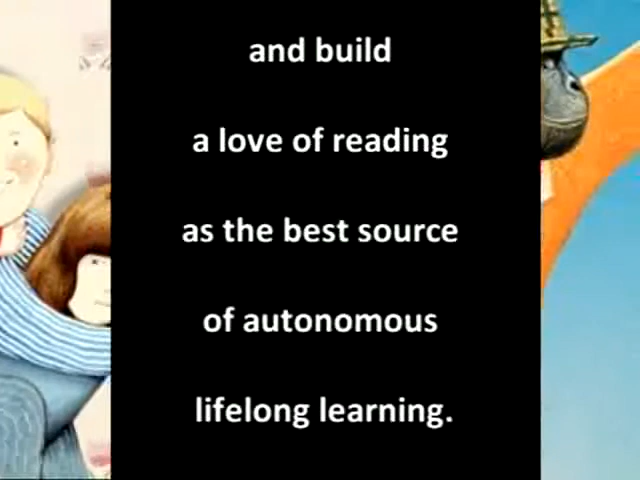 and build
a love of reading
as the best source
of autonomous
lifelong learning.